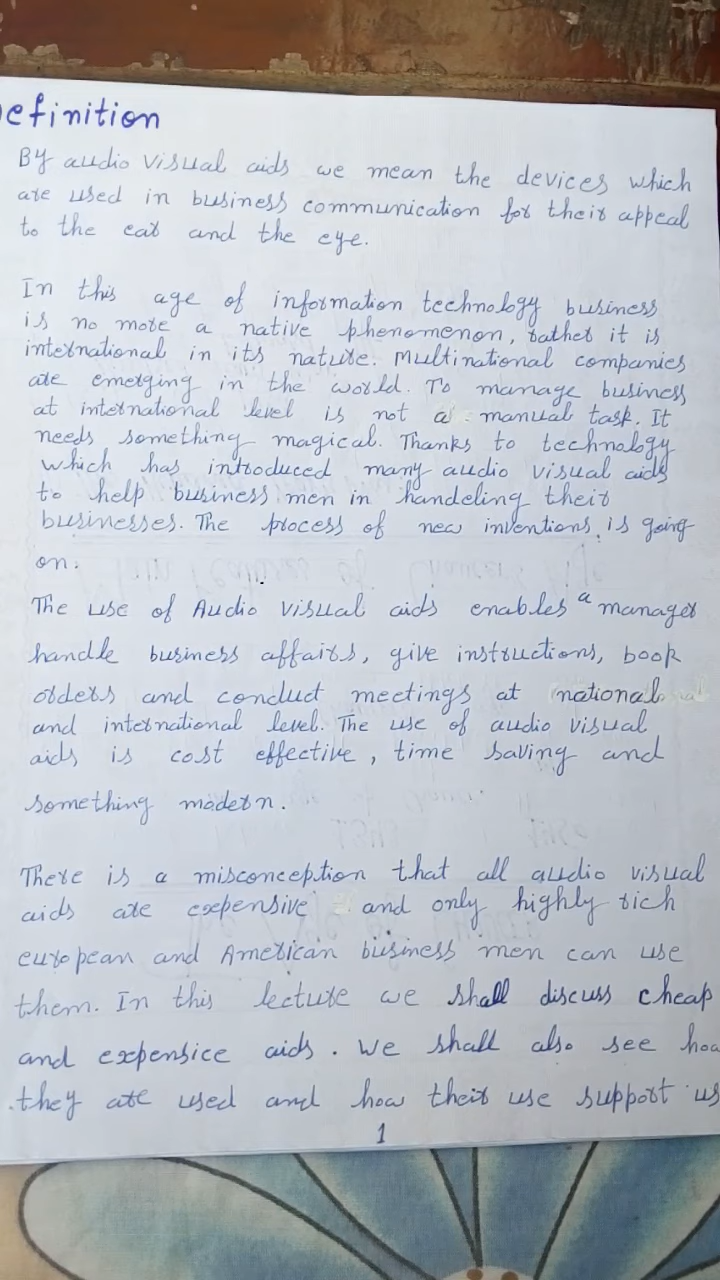 Definition
By audio visual aids we mean the devices which
are used in business communication for their appeal
to the ear and the eye.
In this age of information technology business
is no more a native phenomenon, rather it is
international in its nature. Multinational companies
are emerging in the world. To manage business
at international level is not a manual task. It
needs something magical. Thanks to technology
which has introduced many audio visual aids
to help business men in handeling their
businesses. The process of new inventions is going
on.
The use of Audio visual aids enables a manager
handle business affairs, give instructions, book
orders and conduct meetings at national
and international level. The use of audio visual
aids is cost effective, time saving and
something modern.
There is a misconception that all audio visual
aids are expensive and only highly rich
european and American business men can use
them. In this lecture we shall discuss cheap
and expensice aids. We shall also see how
they are used and how their use support us
1